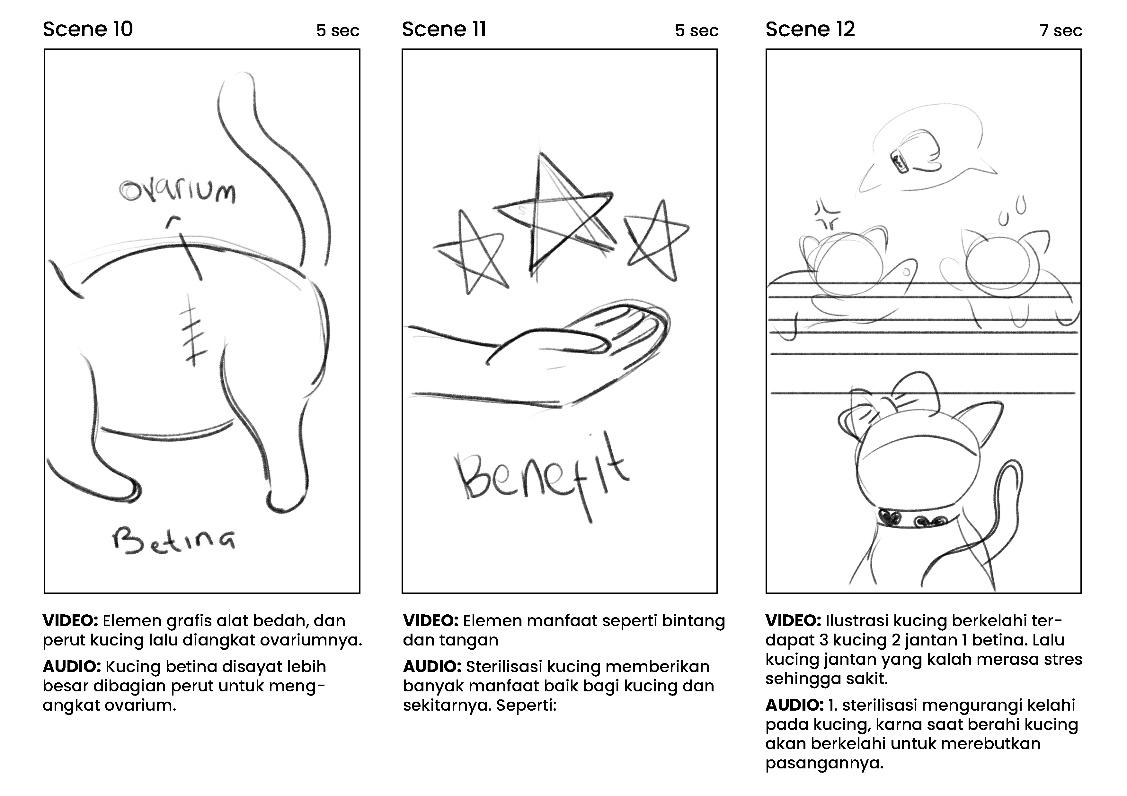 Scene 10
5 sec
ovarium
Betina
VIDEO: Elemen grafis alat bedah, dan
perut kucing lalu diangkat ovariumnya.
AUDIO: Kucing betina disayat lebih
besar dibagian perut untuk meng-
angkat ovarium.
Scene 11
5 sec
Benefit
VIDEO: Elemen manfaat seperti bintang
dan tangan
AUDIO: Sterilisasi kucing memberikan
banyak manfaat baik bagi kucing dan
sekitarnya. Seperti:
Scene 12
7 sec
VIDEO: Ilustrasi kucing berkelahi ter-
dapat 3 kucing 2 jantan 1 betina. Lalu
kucing jantan yang kalah merasa stres
sehingga sakit.
AUDIO: 1. sterilisasi mengurangi kelahi
pada kucing, karna saat berahi kucing
akan berkelahi untuk merebutkan
pasangannya.